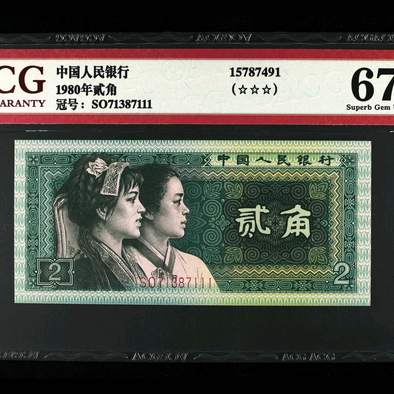 CG
ARANTY
中国人民银行
1980年贰角
冠号：SO71387111
15787491
(☆☆☆)
67
Superb Gem
中国人民银行
贰角
2
2
SO71387111